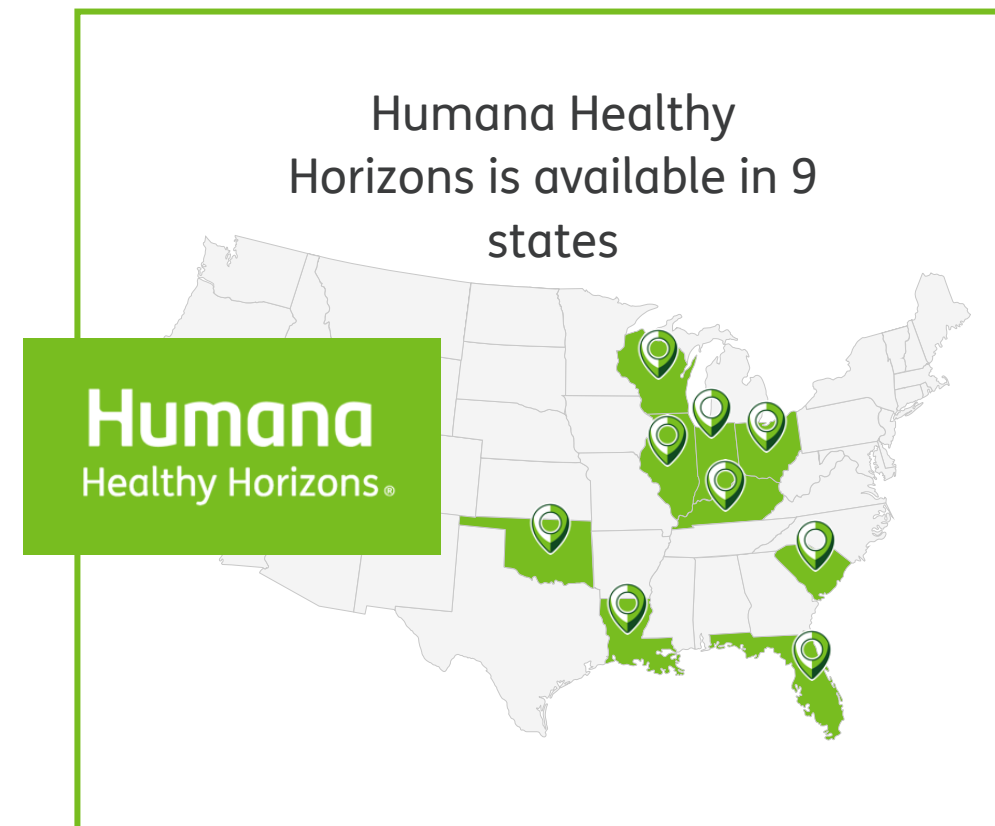 Humana Healthy
Horizons is available in 9
states
Humana
Healthy Horizons®